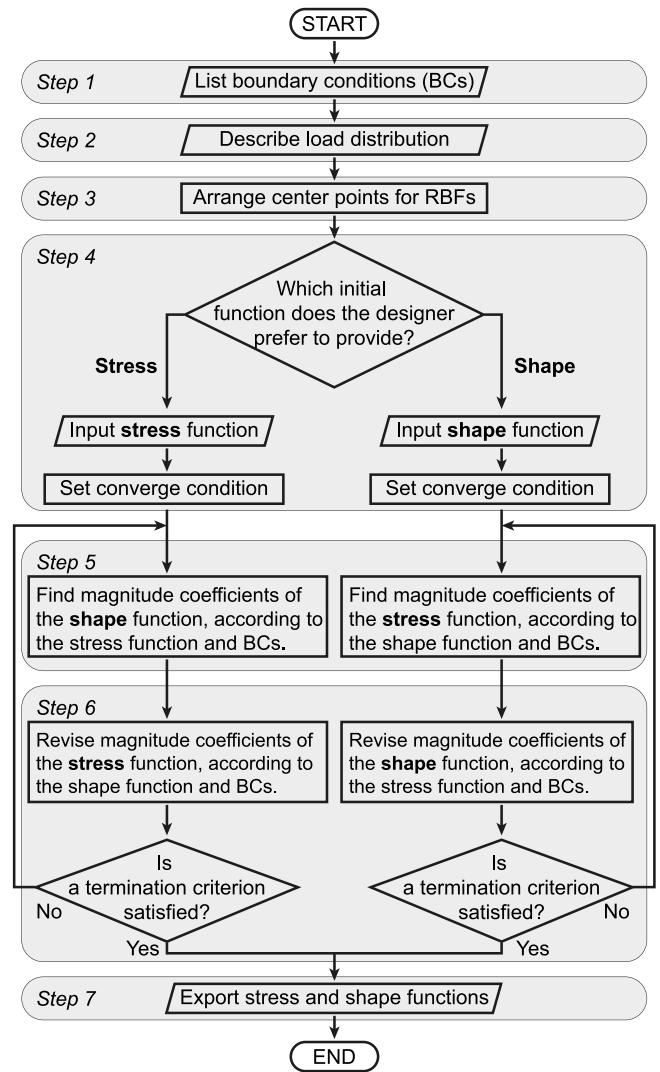 START
Step 1
List boundary conditions (BCs)
Step 2
Describe load distribution
Step 3
Arrange center points for RBFs
Step 4
Which initial
function does the designer
prefer to provide?
Stress
Shape
Input stress function
Input shape function
Set converge condition
Set converge condition
Step 5
Find magnitude coefficients of
the shape function, according to
the stress function and BCs.
Find magnitude coefficients of
the stress function, according to
the shape function and BCs.
Step 6
Revise magnitude coefficients of
the stress function, according to
the shape function and BCs.
Revise magnitude coefficients of
the shape function, according to
the stress function and BCs.
Is
a termination criterion
satisfied?
No
Yes
Is
a termination criterion
satisfied?
No
Yes
Step 7
Export stress and shape functions
END